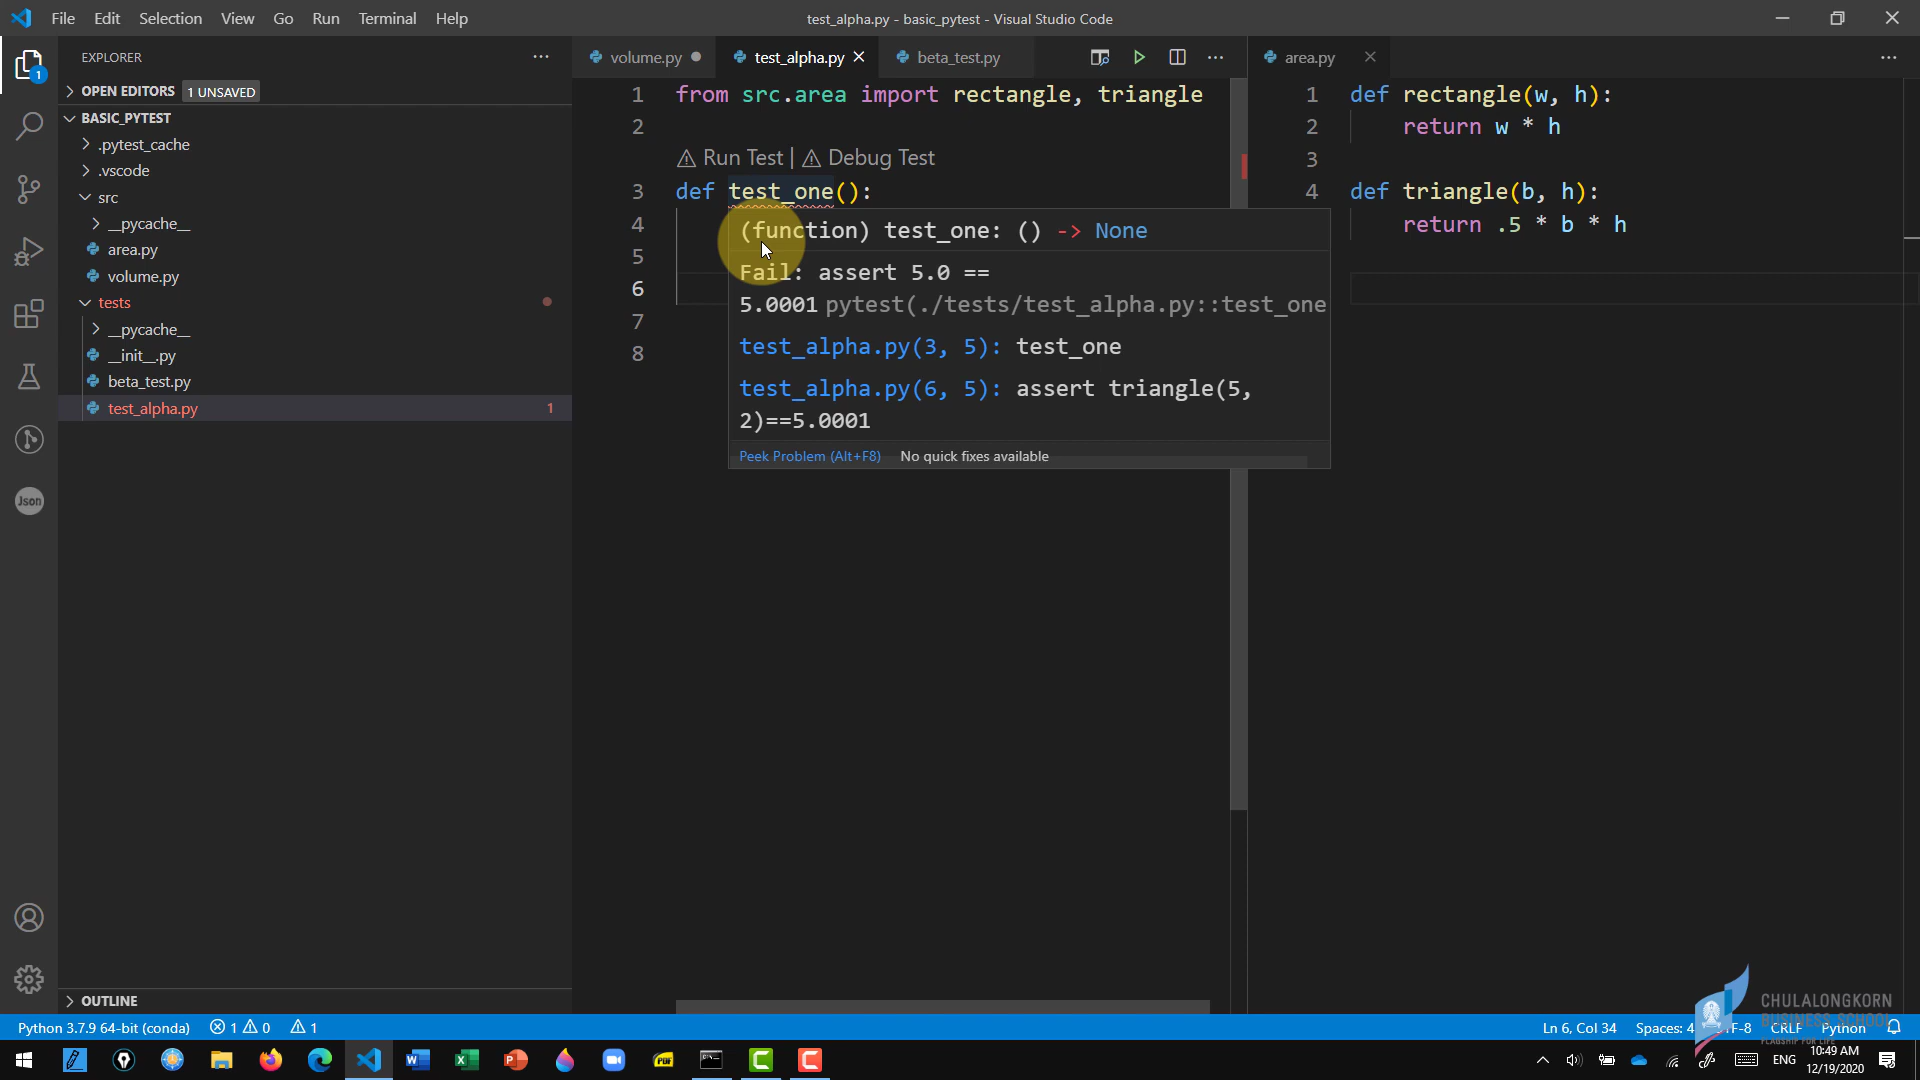 File Edit Selection View Go Run Terminal Help
test_alpha.py - basic_pytest - Visual Studio Code
EXPLORER
OPEN EDITORS 1 UNSAVED
BASIC_PYTEST
.pytest_cache
.vscode
src
__pycache__
area.py
volume.py
tests
__pycache__
__init__.py
beta_test.py
test_alpha.py 1
OUTLINE
1
Json
volume.py test_alpha.py beta_test.py
1 from src.area import rectangle, triangle
2
Run Test | Debug Test
3 def test_one():
4
5
6
7
8
(function) test_one: () -> None
Fail: assert 5.0 ==
5.0001 pytest(./tests/test_alpha.py::test_one
test_alpha.py(3, 5): test_one
test_alpha.py(6, 5): assert triangle(5,
2)==5.0001
Peek Problem (Alt+F8) No quick fixes available
area.py
1 def rectangle(w, h):
2 return w * h
3
4 def triangle(b, h):
return .5 * b * h
CHULALONGKORN
BUSINESS SCHOOL
FLAGSHIP FOR LIFE
Python 3.7.9 64-bit (conda) 1 0 1
Ln 6, Col 34 Spaces: 4 CRLF Python
ENG
10:49 AM
12/19/2020